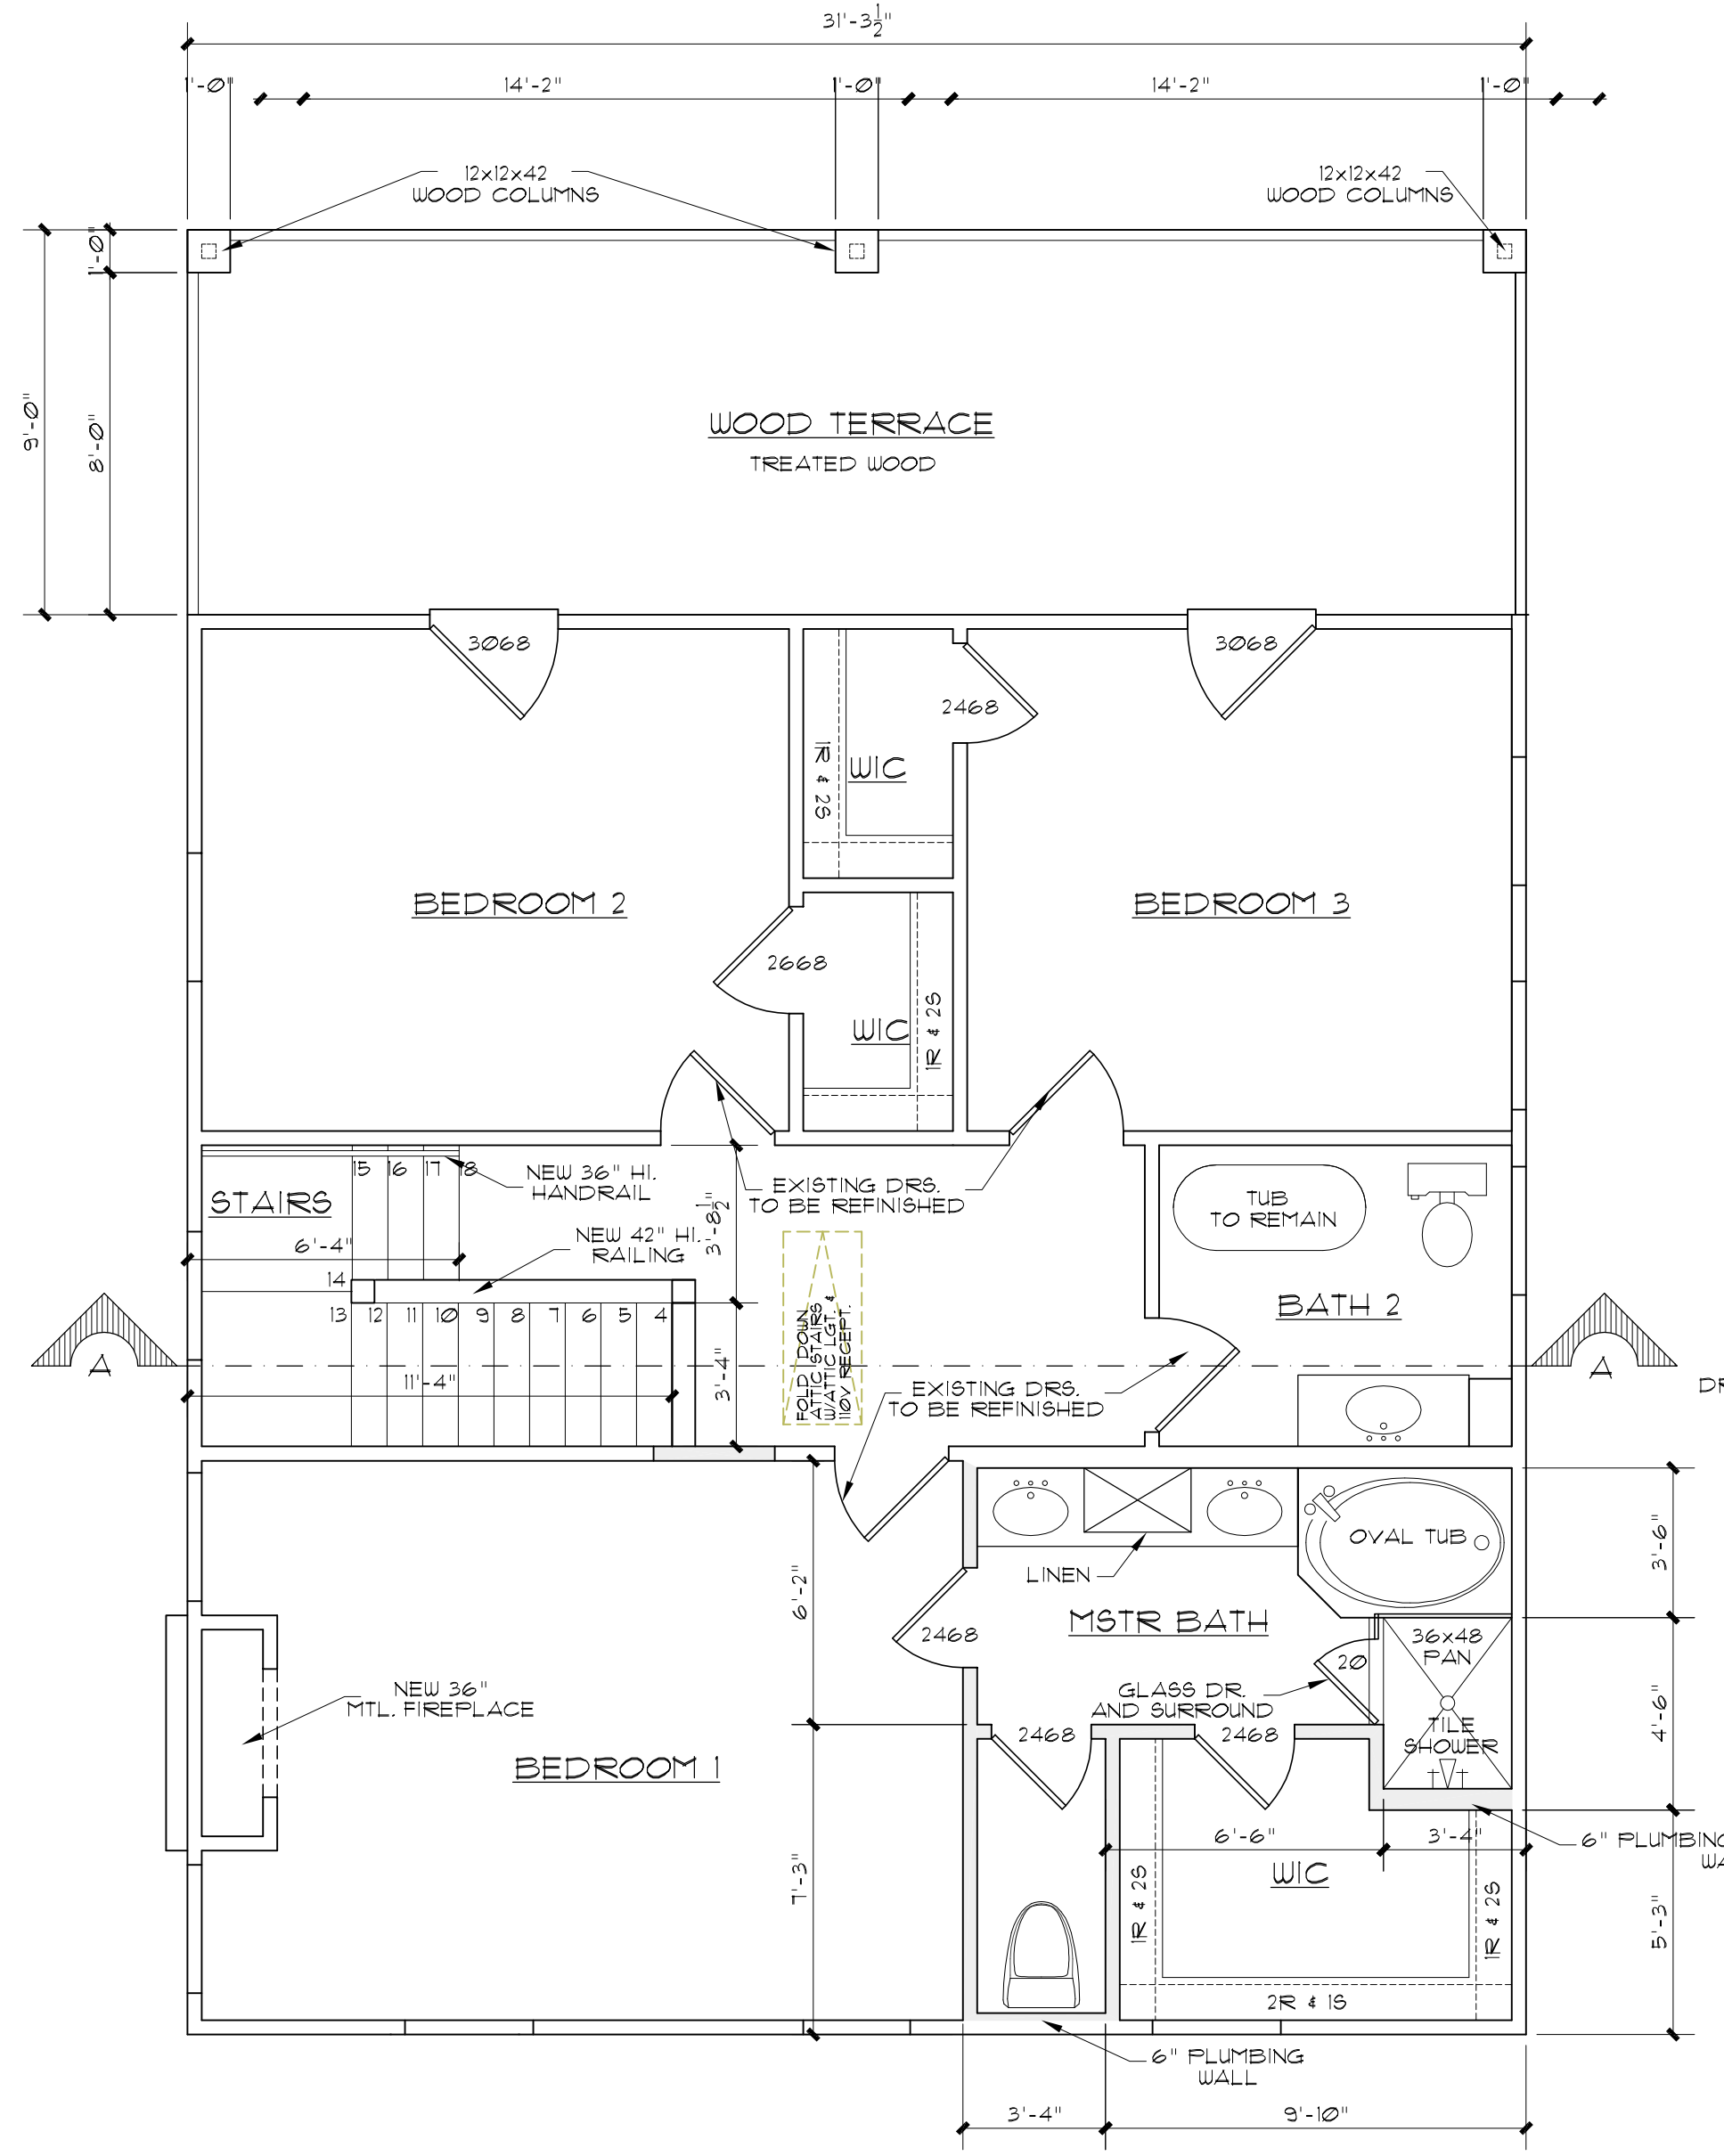 31'-3 1/2"
1'-0"
14'-2"
1'-0"
14'-2"
1'-0"
12x12x42
WOOD COLUMNS
12x12x42
WOOD COLUMNS
1'-0"
9'-0"
8'-0"
WOOD TERRACE
TREATED WOOD
3068
3068
2468
1R & 2S
WIC
BEDROOM 2
BEDROOM 3
2668
WIC
1R & 2S
15 16 17 18
NEW 36" HI.
HANDRAIL
STAIRS
EXISTING DRS.
TO BE REFINISHED
TUB
TO REMAIN
6'-4"
NEW 42" HI.
RAILING
3'-8 1/2"
14
13 12 11 10 9 8 7 6 5 4
BATH 2
A
A
FOLD DOWN
ATTIC STAIRS
W/ATTIC LGT. &
110V RECEPT.
3'-4"
11'-4"
EXISTING DRS.
TO BE REFINISHED
DR
OVAL TUB
3'-6"
LINEN
6'-2"
MSTR BATH
2468
36x48
PAN
20
GLASS DR.
AND SURROUND
NEW 36"
MTL. FIREPLACE
2468
2468
TILE
SHOWER
4'-6"
BEDROOM 1
6'-6"
3'-4"
6" PLUMBING
WA
WIC
7'-3"
1R & 2S
1R & 2S
5'-3"
2R & 1S
6" PLUMBING
WALL
3'-4"
9'-10"